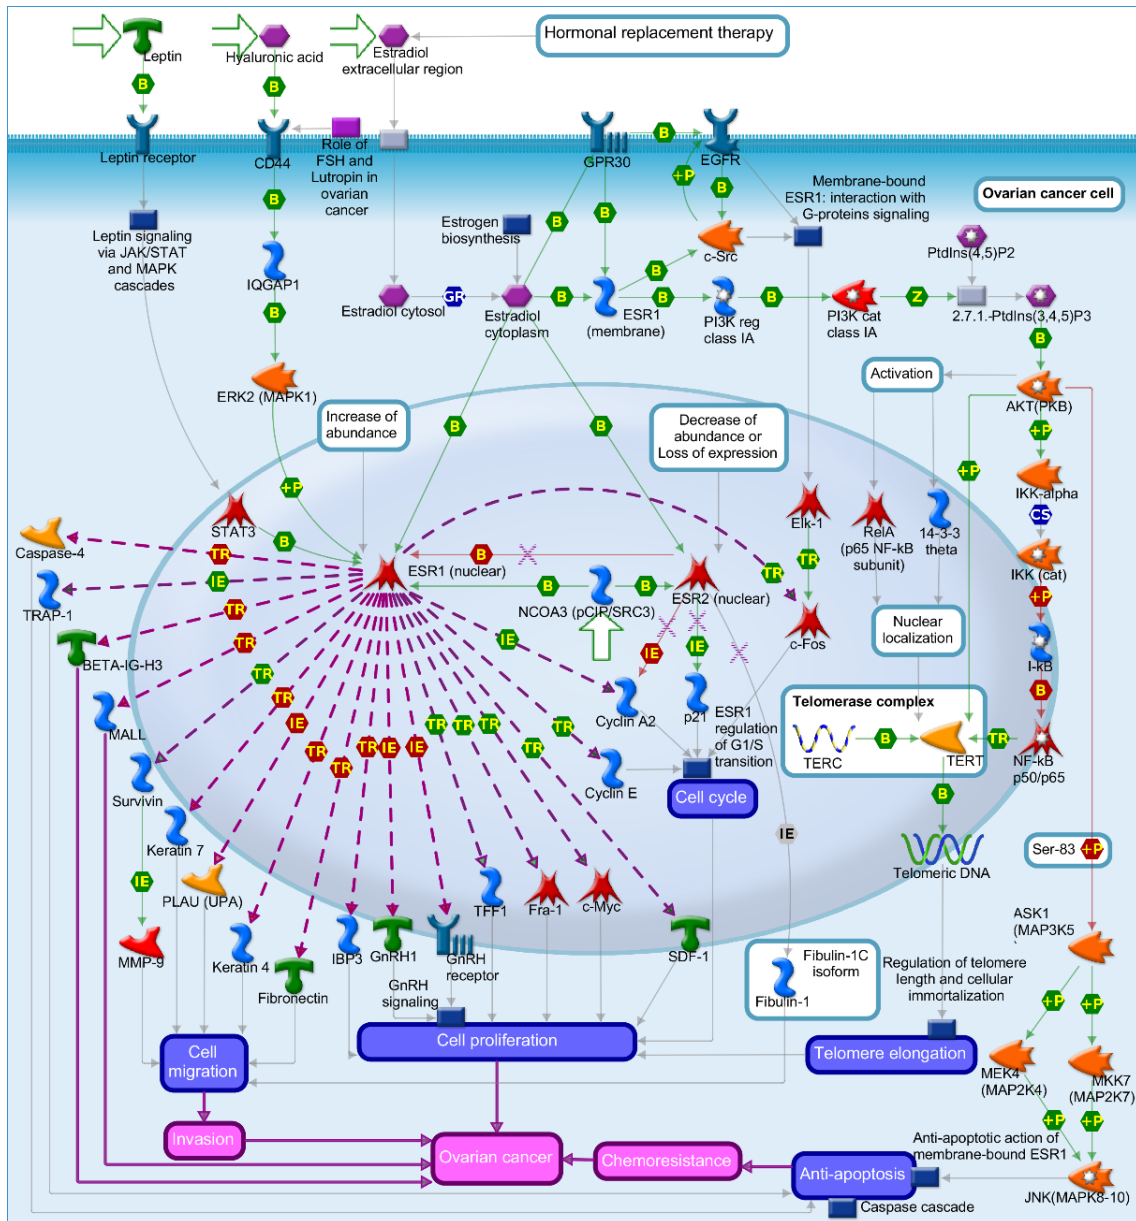 Hormonal replacement therapy
Leptin
Hyaluronic acid
Estradiol
extracellular region
B
B
Leptin receptor
CD44
Role of
FSH and
Lutropin in
ovarian
cancer
GPR30
B
EGFR
+P
B
B
B
Membrane-bound
ESR1: interaction with
G-proteins signaling
Ovarian cancer cell
Leptin signaling
via JAK/STAT
and MAPK
cascades
B
IQGAP1
Estrogen
biosynthesis
B
c-Src
PtdIns(4,5)P2
Estradiol cytosol
GR
Estradiol
cytoplasm
B
ESR1
(membrane)
B
PI3K reg
class IA
B
PI3K cat
class IA
Z
2.7.1.-
PtdIns(3,4,5)P3
B
B
ERK2 (MAPK1)
Activation
AKT(PKB)
Increase of
abundance
B
B
Decrease of
abundance or
Loss of expression
+P
+P
+P
IKK-alpha
CS
STAT3
B
Elk-1
RelA
(p65 NF-kB
subunit)
14-3-3
theta
Caspase-4
TR
ESR1 (nuclear)
B
TR
TR
IKK (cat)
+P
TRAP-1
IE
B
NCOA3 (pCIP/SRC3)
B
ESR2 (nuclear)
c-Fos
Nuclear
localization
I-kB
BETA-IG-H3
TR
IE
IE
IE
B
MALL
TR
TR
Cyclin A2
p21
ESR1
regulation
of G1/S
transition
Telomerase complex
TERC
B
TERT
TR
NF-kB
p50/p65
Survivin
TR
IE
TR
TR
TR
IE
IE
TR
TR
TR
TR
TR
Cyclin E
Cell cycle
B
Keratin 7
IE
Telomeric DNA
Ser-83
+P
IE
PLAU (UPA)
TFF1
Fra-1
c-Myc
ASK1
(MAP3K5
MMP-9
Keratin 4
Fibronectin
IBP3
GnRH1
GnRH
receptor
SDF-1
Fibulin-1C
isoform
Fibulin-1
GnRH
signaling
Regulation of telomere
length and cellular
immortalization
+P
+P
Cell
migration
Cell proliferation
Telomere elongation
MEK4
(MAP2K4)
MKK7
(MAP2K7)
+P
+P
Invasion
Ovarian cancer
Chemoresistance
Anti-apoptosis
Anti-apoptotic action of
membrane-bound ESR1
JNK(MAPK8-10)
Caspase cascade